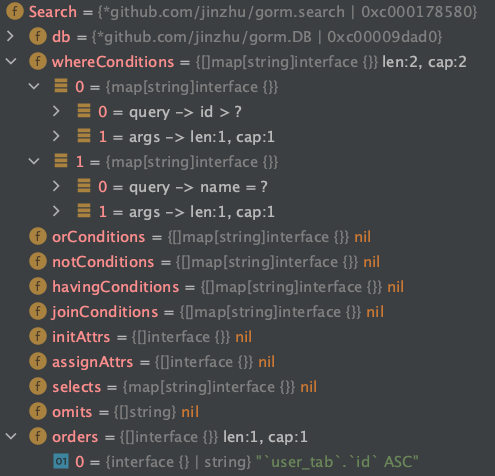 Search = {*github.com/jinzhu/gorm.search | 0xc000178580}
f db = {*github.com/jinzhu/gorm.DB | 0xc00009dad0}
f whereConditions = {[]map[string]interface {}} len:2, cap:2
0 = {map[string]interface {}}
0 = query -> id > ?
1 = args -> len:1, cap:1
1 = {map[string]interface {}}
0 = query -> name = ?
1 = args -> len:1, cap:1
f orConditions = {[]map[string]interface {}} nil
f notConditions = {[]map[string]interface {}} nil
f havingConditions = {[]map[string]interface {}} nil
f joinConditions = {[]map[string]interface {}} nil
f initAttrs = {[]interface {}} nil
f assignAttrs = {[]interface {}} nil
f selects = {map[string]interface {}} nil
f omits = {[]string} nil
f orders = {[]interface {}} len:1, cap:1
01 0 = {interface {} | string} "`user_tab`.`id` ASC"